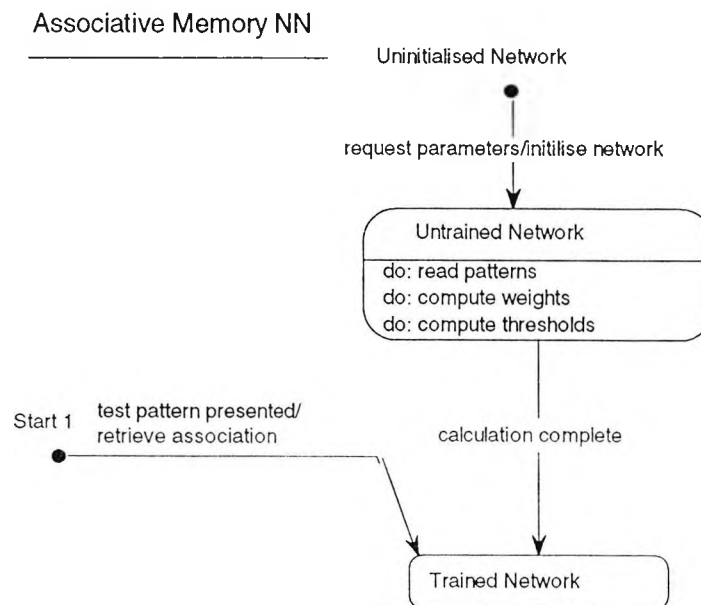 Associative Memory NN
Uninitialised Network
request parameters/initilise network
Untrained Network
do: read patterns
do: compute weights
do: compute thresholds
Start 1
test pattern presented/
retrieve association
calculation complete
Trained Network